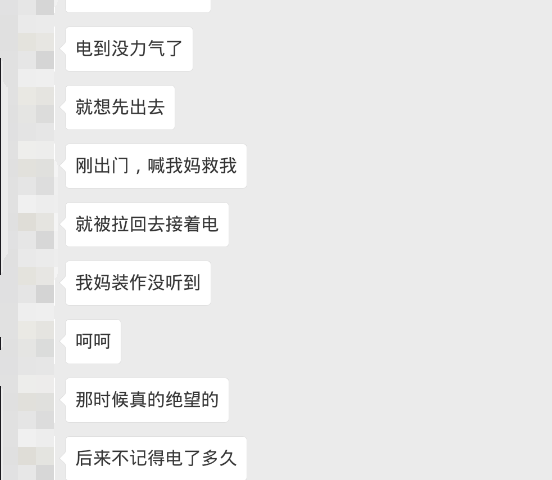 电到没力气了
就想先出去
刚出门，喊我妈救我
就被拉回去接着电
我妈装作没听到
呵呵
那时候真的绝望的
后来不记得电了多久